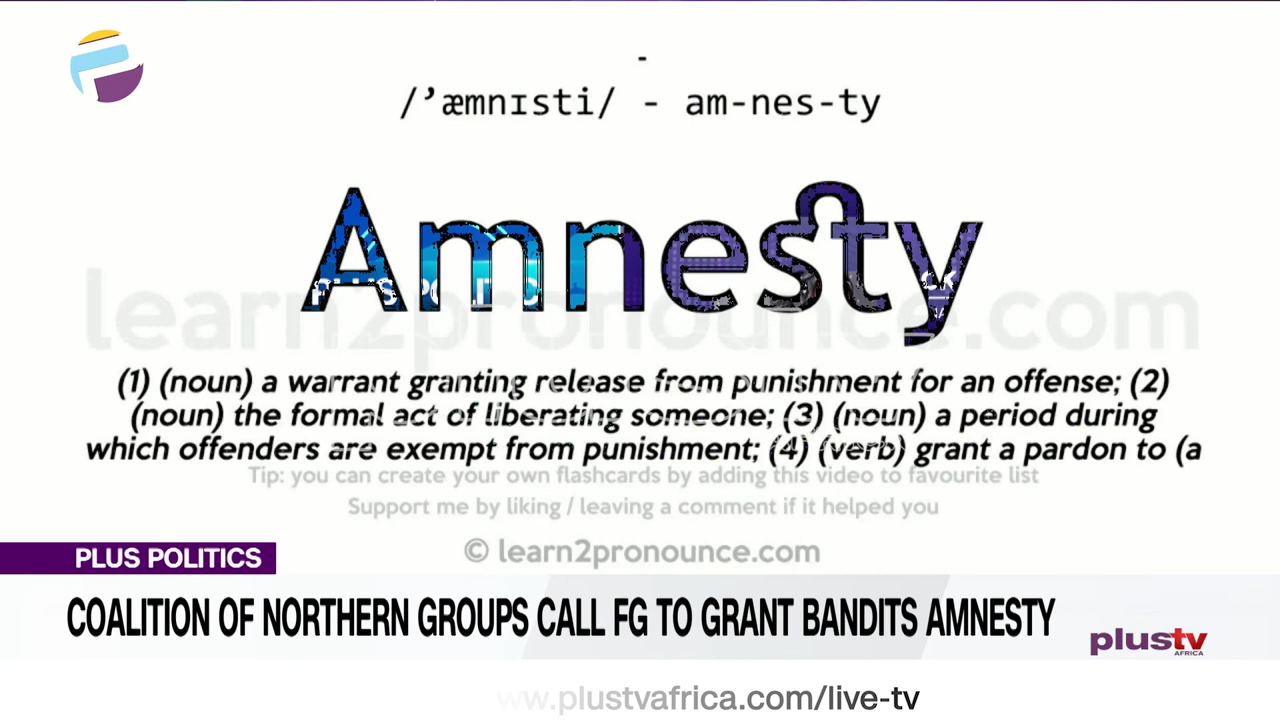 -
/’æmnɪsti/ - am-nes-ty
Amnesty
learn2pronounce.com
(1) (noun) a warrant granting release from punishment for an offense; (2)
(noun) the formal act of liberating someone; (3) (noun) a period during
which offenders are exempt from punishment; (4) (verb) grant a pardon to (a
Tip: you can create your own flashcards by adding this video to favourite list
Support me by liking / leaving a comment if it helped you
© learn2pronounce.com
PLUS POLITICS
COALITION OF NORTHERN GROUPS CALL FG TO GRANT BANDITS AMNESTY
plustv
AFRICA
www.plustvafrica.com/live-tv